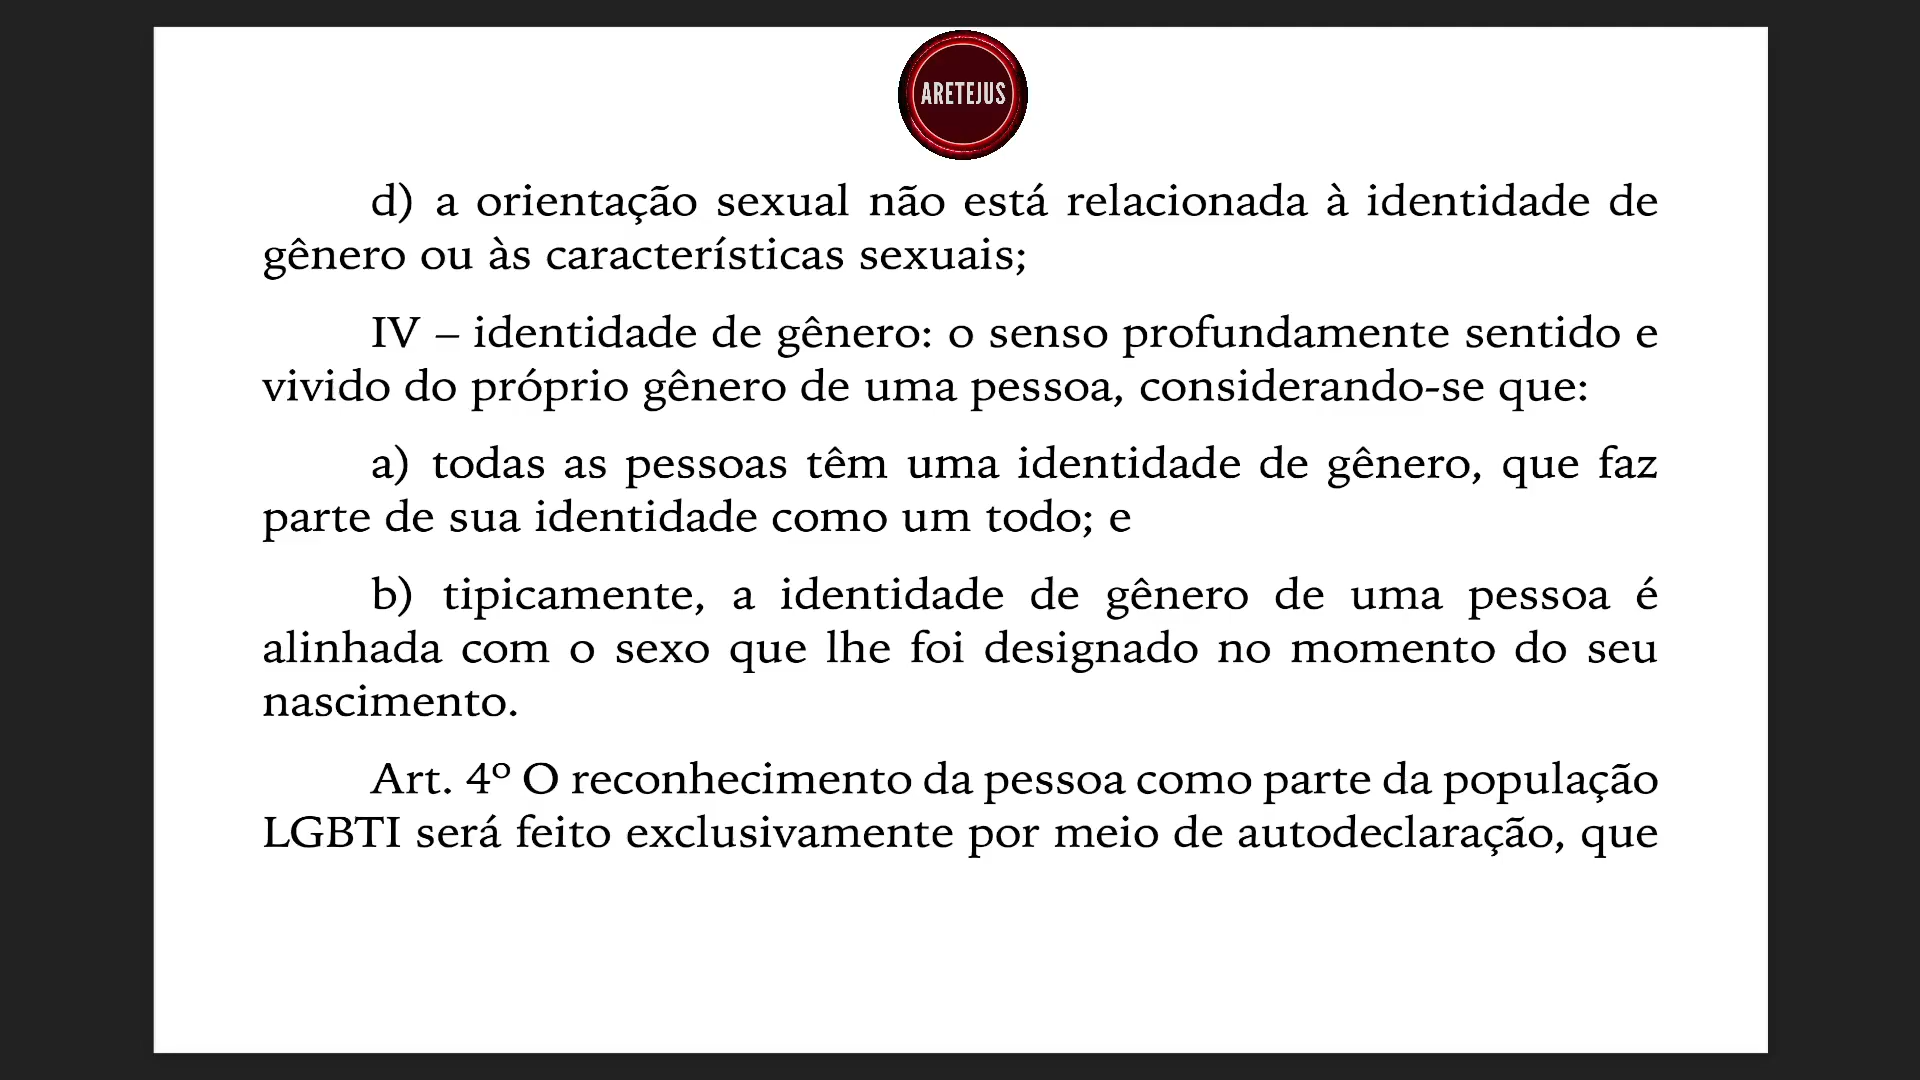 ARETEJUS
d) a orientação sexual não está relacionada à identidade de
gênero ou às características sexuais;
IV – identidade de gênero: o senso profundamente sentido e
vivido do próprio gênero de uma pessoa, considerando-se que:
a) todas as pessoas têm uma identidade de gênero, que faz
parte de sua identidade como um todo; e
b) tipicamente, a identidade de gênero de uma pessoa é
alinhada com o sexo que lhe foi designado no momento do seu
nascimento.
Art. 4º O reconhecimento da pessoa como parte da população
LGBTI será feito exclusivamente por meio de autodeclaração, que